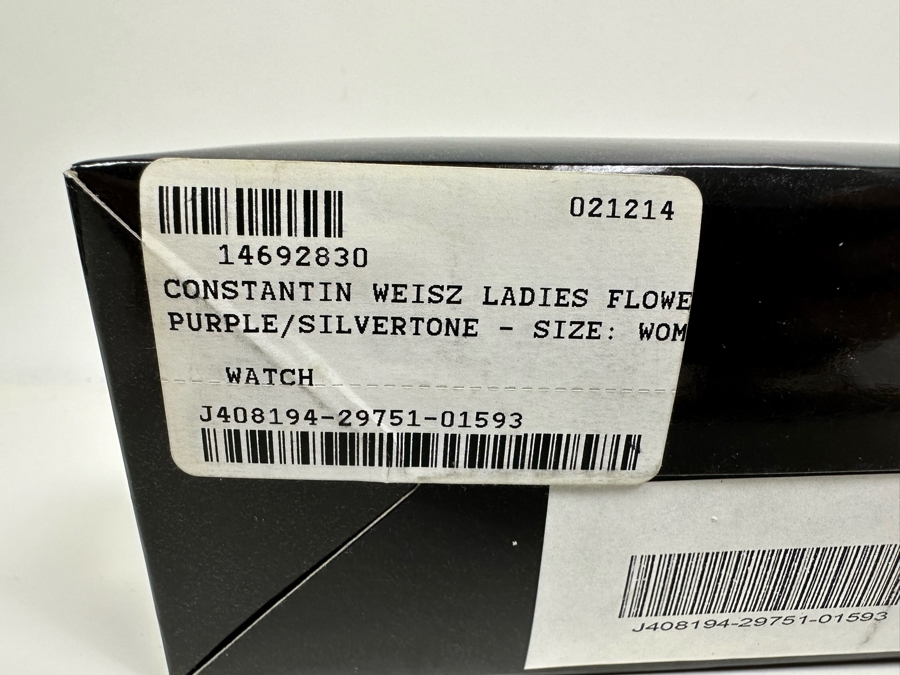 021214
14692830
CONSTANTIN WEISZ LADIES FLOWE
PURPLE/SILVERTONE - SIZE: WOM
WATCH
J408194-29751-01593
J408194-29751-01593